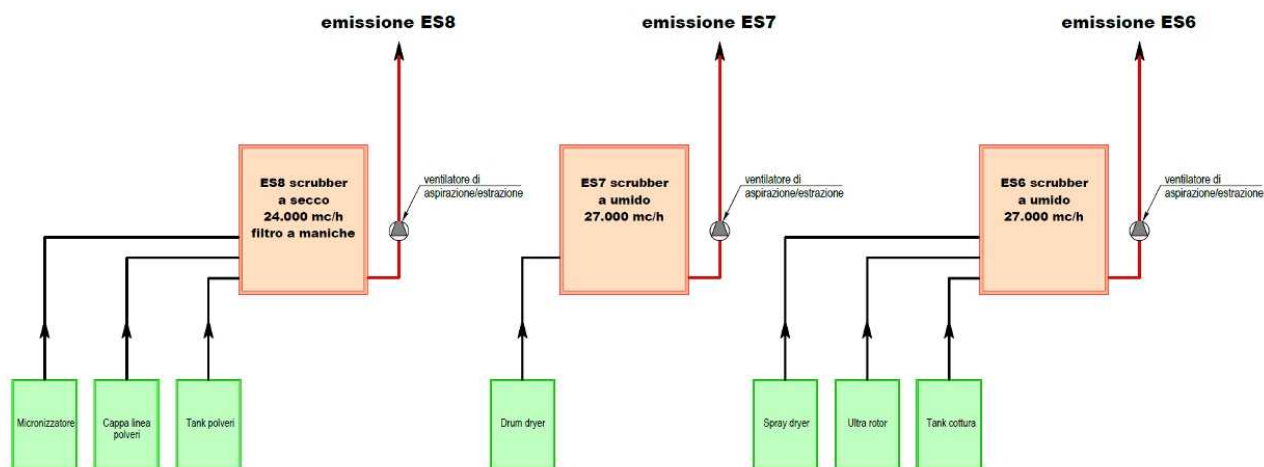 emissione ES8
emissione ES7
emissione ES6
ES8 scrubber
a secco
24.000 mc/h
filtro a maniche
ventilatore di
aspirazione/estrazione
ES7 scrubber
a umido
27.000 mc/h
ventilatore di
aspirazione/estrazione
ES6 scrubber
a umido
27.000 mc/h
ventilatore di
aspirazione/estrazione
Micronizzatore
Cappa linea
polveri
Tank polveri
Drum dryer
Spray dryer
Ultra rotor
Tank cottura